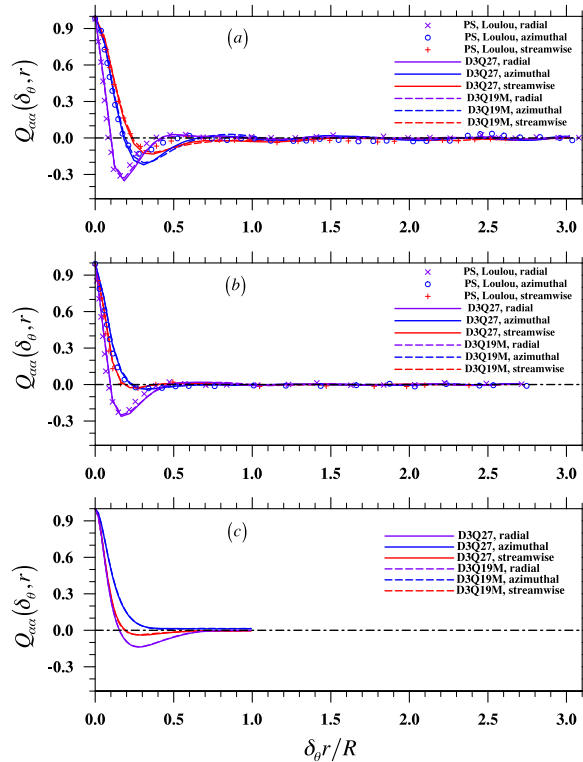 (a)
PS, Loulou, radial
PS, Loulou, azimuthal
PS, Loulou, streamwise
D3Q27, radial
D3Q27, azimuthal
D3Q27, streamwise
D3Q19M, radial
D3Q19M, azimuthal
D3Q19M, streamwise
Qαα(δθ,r)
0.9
0.6
0.3
0.0
-0.3
0.0 0.5 1.0 1.5 2.0 2.5 3.0
(b)
PS, Loulou, radial
PS, Loulou, azimuthal
PS, Loulou, streamwise
D3Q27, radial
D3Q27, azimuthal
D3Q27, streamwise
D3Q19M, radial
D3Q19M, azimuthal
D3Q19M, streamwise
Qαα(δθ,r)
0.9
0.6
0.3
0.0
-0.3
0.0 0.5 1.0 1.5 2.0 2.5 3.0
(c)
D3Q27, radial
D3Q27, azimuthal
D3Q27, streamwise
D3Q19M, radial
D3Q19M, azimuthal
D3Q19M, streamwise
Qαα(δθ,r)
0.9
0.6
0.3
0.0
-0.3
0.0 0.5 1.0 1.5 2.0 2.5 3.0
δθr/R